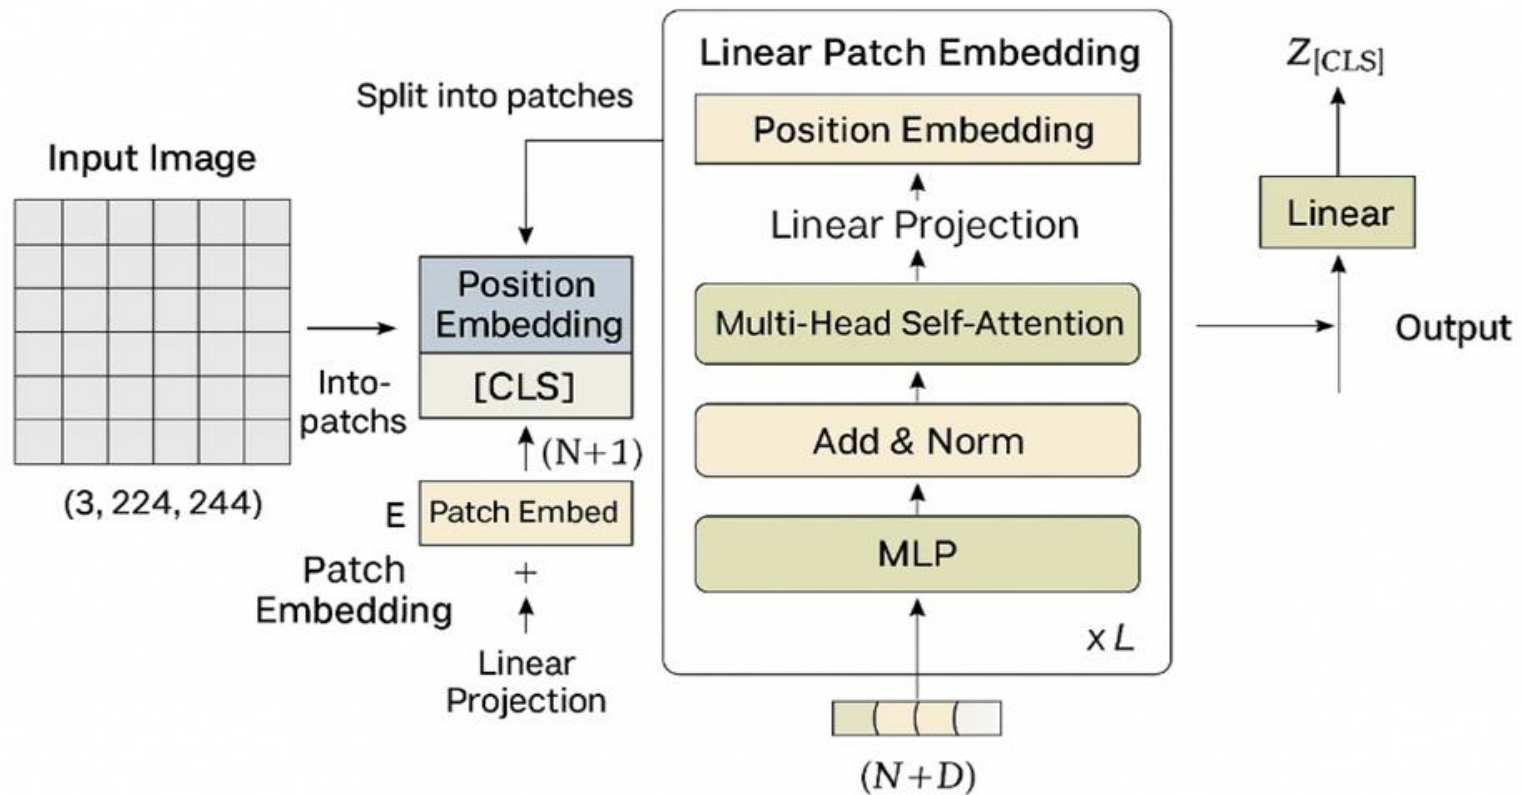 Input Image
(3, 224, 244)
Split into patches
Into-
patchs
Position
Embedding
[CLS]
(N+1)
E
Patch Embed
Patch
Embedding
+
Linear
Projection
Linear Patch Embedding
Position Embedding
Linear Projection
Multi-Head Self-Attention
Add & Norm
MLP
x L
(N+D)
Z[CLS]
Linear
Output